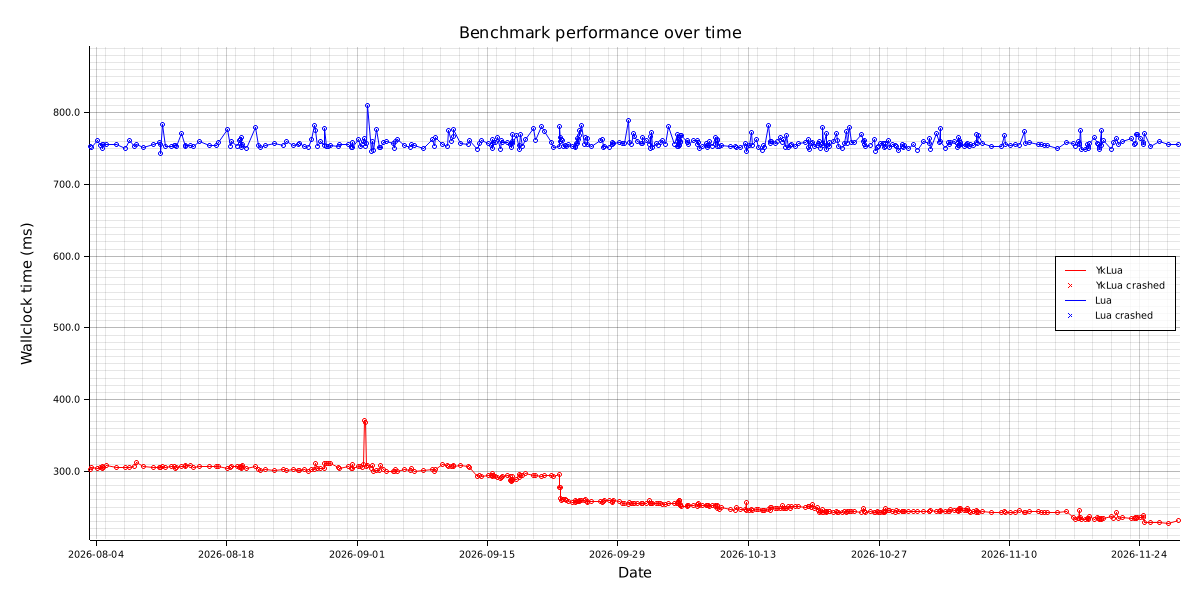 Benchmark performance over time
Wallclock time (ms)
800.0
700.0
600.0
500.0
400.0
300.0
YkLua
YkLua crashed
Lua
Lua crashed
2026-08-04 2026-08-18 2026-09-01 2026-09-15 2026-09-29 2026-10-13 2026-10-27 2026-11-10 2026-11-24
Date